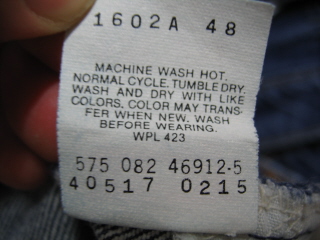 1602A 48
MACHINE WASH HOT.
NORMAL CYCLE. TUMBLE DRY.
WASH AND DRY WITH LIKE
COLORS. COLOR MAY TRANS-
FER WHEN NEW. WASH
BEFORE WEARING.
WPL 423
575 082 46912-5
40517 0215